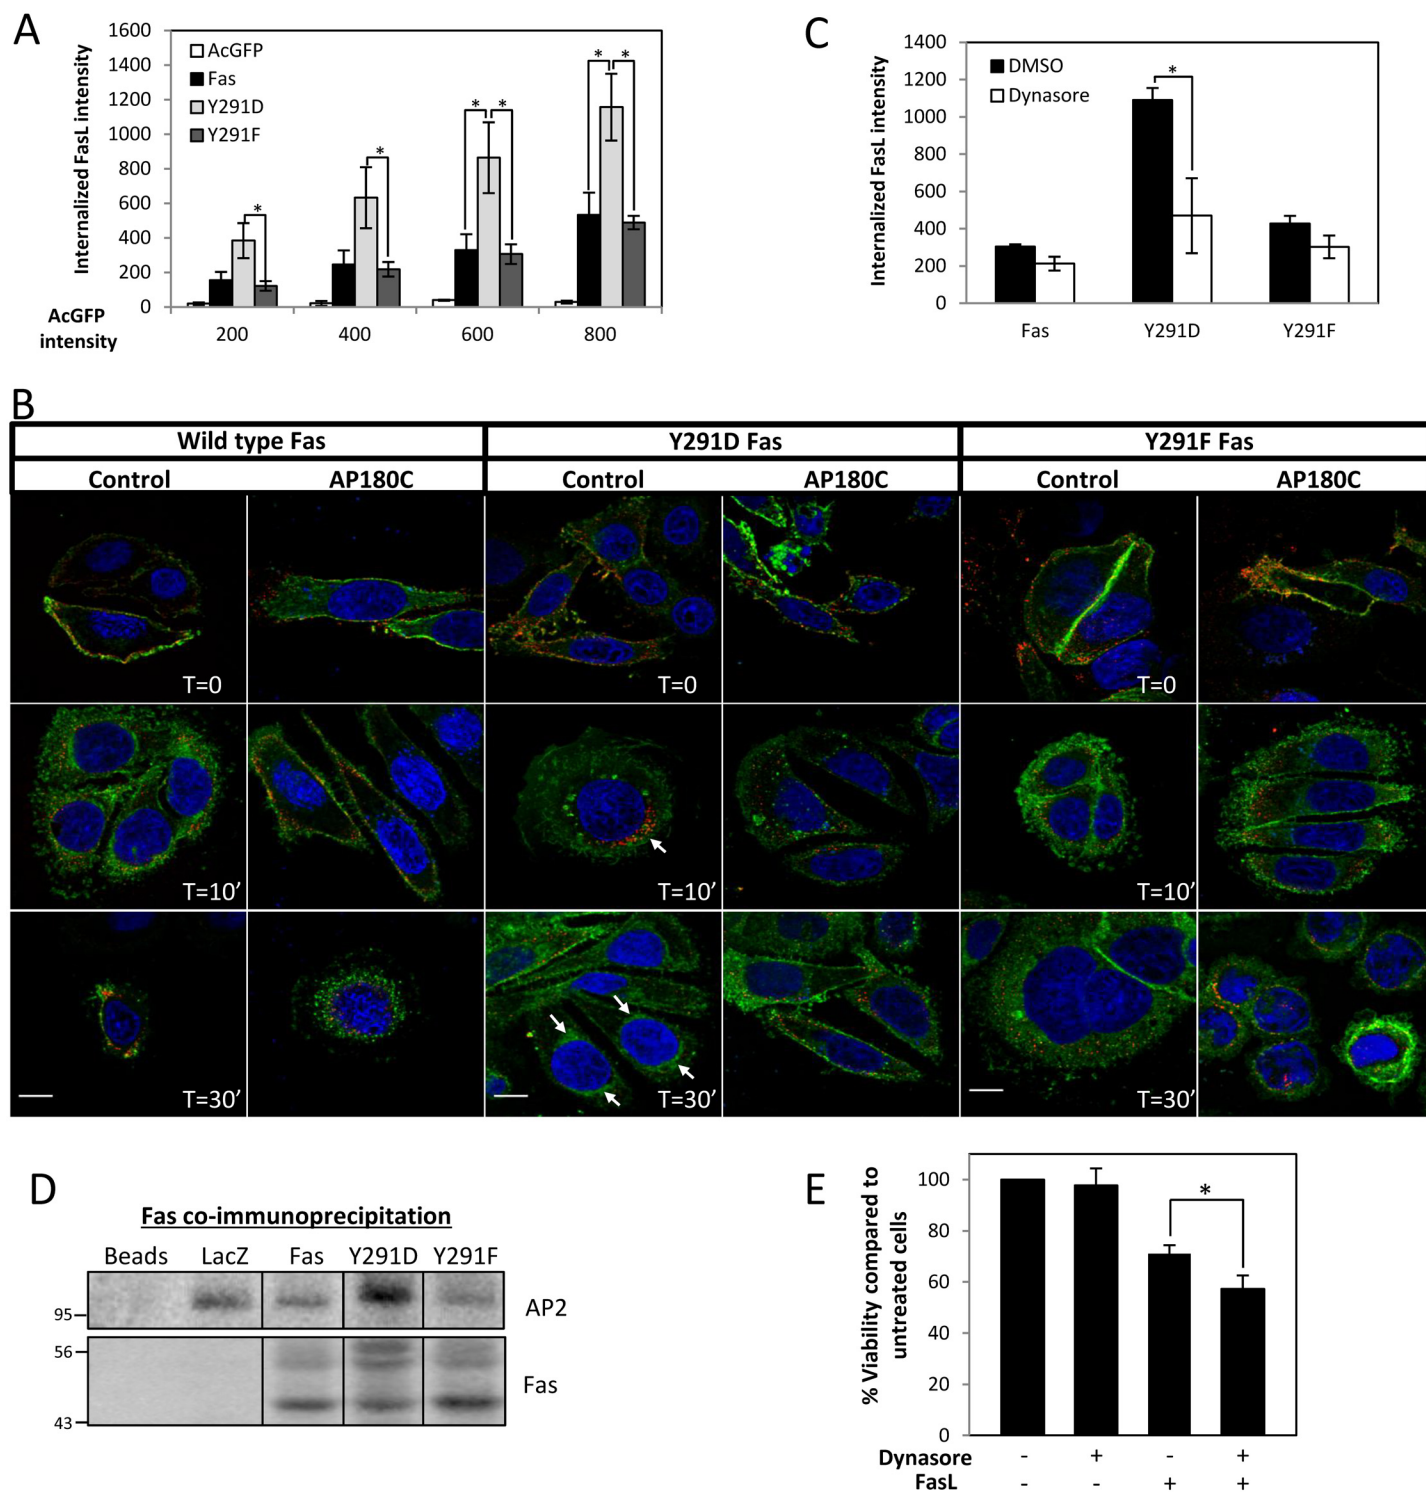 A
Internalized FasL intensity
1600
1400
1200
1000
800
600
400
200
0
AcGFP
Fas
Y291D
Y291F
* * * * * *
AcGFP intensity
200 400 600 800
C
Internalized FasL intensity
1400
1200
1000
800
600
400
200
0
DMSO
Dynasore
*
Fas Y291D Y291F
B
Wild type Fas Y291D Fas Y291F Fas
Control AP180C Control AP180C Control AP180C
T=0 T=0 T=0
T=10’ T=10’ T=10’
T=30’ T=30’ T=30’
D
Fas co-immunoprecipitation
Beads LacZ Fas Y291D Y291F
95 AP2
56
Fas
43
E
% Viability compared to
untreated cells
100
80
60
40
20
0
*
Dynasore - + - +
FasL - - + +